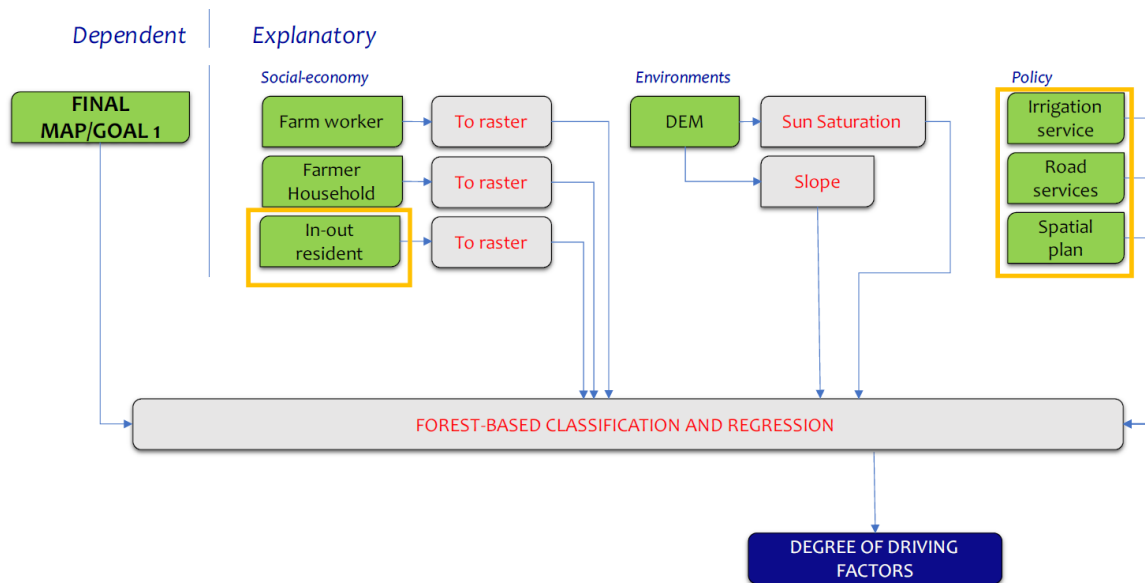 Dependent
Explanatory
Social-economy
Environments
Policy
FINAL
MAP/GOAL 1
Farm worker
To raster
DEM
Sun Saturation
Irrigation
service
Farmer
Household
To raster
Slope
Road
services
In-out
resident
To raster
Spatial
plan
FOREST-BASED CLASSIFICATION AND REGRESSION
DEGREE OF DRIVING
FACTORS